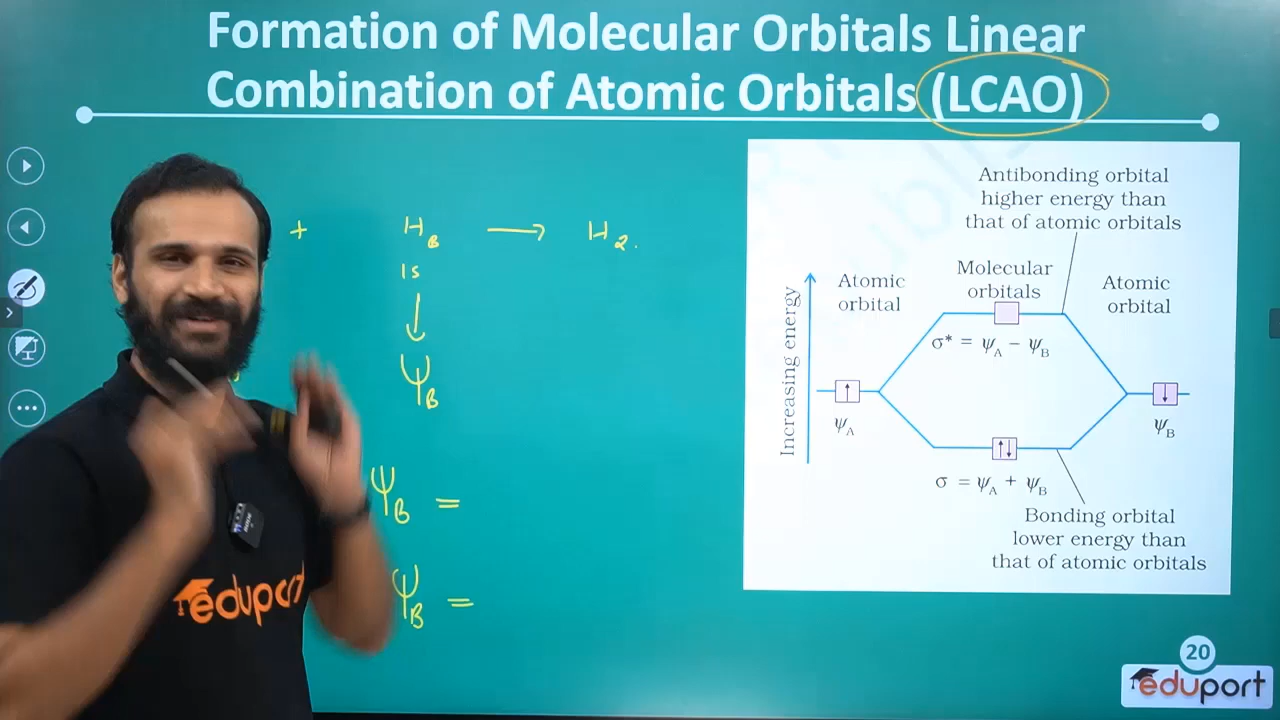 Formation of Molecular Orbitals Linear
Combination of Atomic Orbitals (LCAO)
+ H_B → H₂.
1s
↓
ψ_B
ψ_B =
ψ_B =
Antibonding orbital
higher energy than
that of atomic orbitals
Molecular
orbitals
Atomic
orbital
Atomic
orbital
Increasing energy
σ* = ψ_A − ψ_B
↑
↓
ψ_A
ψ_B
↑↓
σ = ψ_A + ψ_B
Bonding orbital
lower energy than
that of atomic orbitals
eduport
20
eduport